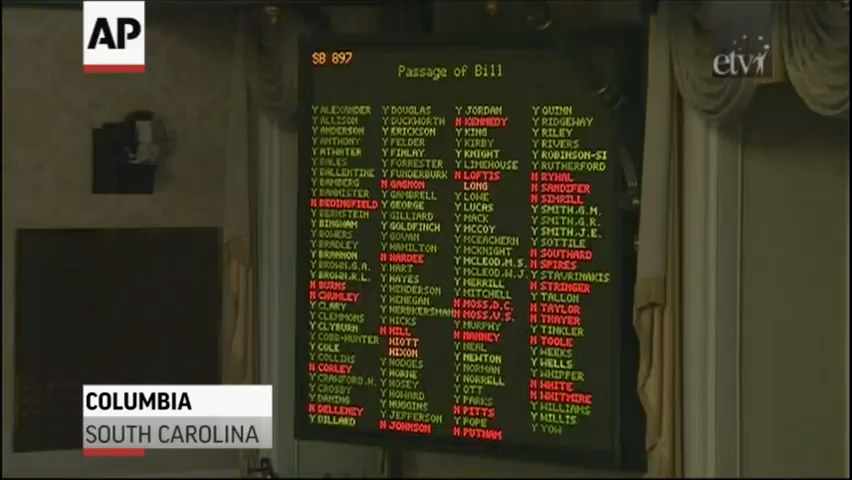 AP
etv
SB 897
Passage of Bill
Y ALEXANDER
Y ALLISON
Y ANDERSON
Y ANTHONY
Y ATWATER
Y BALES
Y BALLENTINE
Y BAMBERG
Y BANNISTER
N BEDINGFIELD
Y BERNSTEIN
Y BINGHAM
Y BOWERS
Y BRADLEY
Y BRANNON
Y BROWN.G.A.
Y BROWN.R.L.
N BURNS
N CHUMLEY
Y CLARY
Y CLEMMONS
Y CLYBURN
Y COBB-HUNTER
Y COLE
Y COLLINS
N CORLEY
Y CRAWFORD.H.
Y CROSBY
Y DANING
N DELLENEY
Y DILLARD
Y DOUGLAS
Y DUCKWORTH
Y ERICKSON
Y FELDER
Y FINLAY
Y FORRESTER
Y FUNDERBURK
N GAGNON
Y GAMBRELL
Y GEORGE
Y GILLIARD
Y GOLDFINCH
Y GOVAN
Y HAMILTON
N HARDEE
Y HART
Y HAYES
Y HENDERSON
Y HENEGAN
Y HERBKERSMAN
Y HICKS
N HILL
HIOTT
HIXON
Y HODGES
Y HORNE
Y HOSEY
Y HOWARD
Y HUGGINS
Y JEFFERSON
N JOHNSON
Y JORDAN
N KENNEDY
Y KING
Y KIRBY
Y KNIGHT
Y LIMEHOUSE
N LOFTIS
LONG
Y LOWE
Y LUCAS
Y MACK
Y MCCOY
Y MCEACHERN
Y MCKNIGHT
Y MCLEOD.M.S.
Y MCLEOD.W.J.
Y MERRILL
Y MITCHELL
N MOSS.D.C.
N MOSS.V.S.
Y MURPHY
N NANNEY
Y NEAL
Y NEWTON
Y NORMAN
Y NORRELL
Y OTT
Y PARKS
N PITTS
Y POPE
N PUTNAM
Y QUINN
Y RIDGEWAY
Y RILEY
Y RIVERS
Y ROBINSON-SI
Y RUTHERFORD
N RYHAL
N SANDIFER
N SIMRILL
Y SMITH.G.M.
Y SMITH.G.R.
Y SMITH.J.E.
Y SOTTILE
N SOUTHARD
N SPIRES
Y STAVRINAKIS
N STRINGER
Y TALLON
N TAYLOR
N THAYER
Y TINKLER
N TOOLE
Y WEEKS
Y WELLS
Y WHIPPER
N WHITE
N WHITMIRE
Y WILLIAMS
Y WILLIS
Y YOW
COLUMBIA
SOUTH CAROLINA